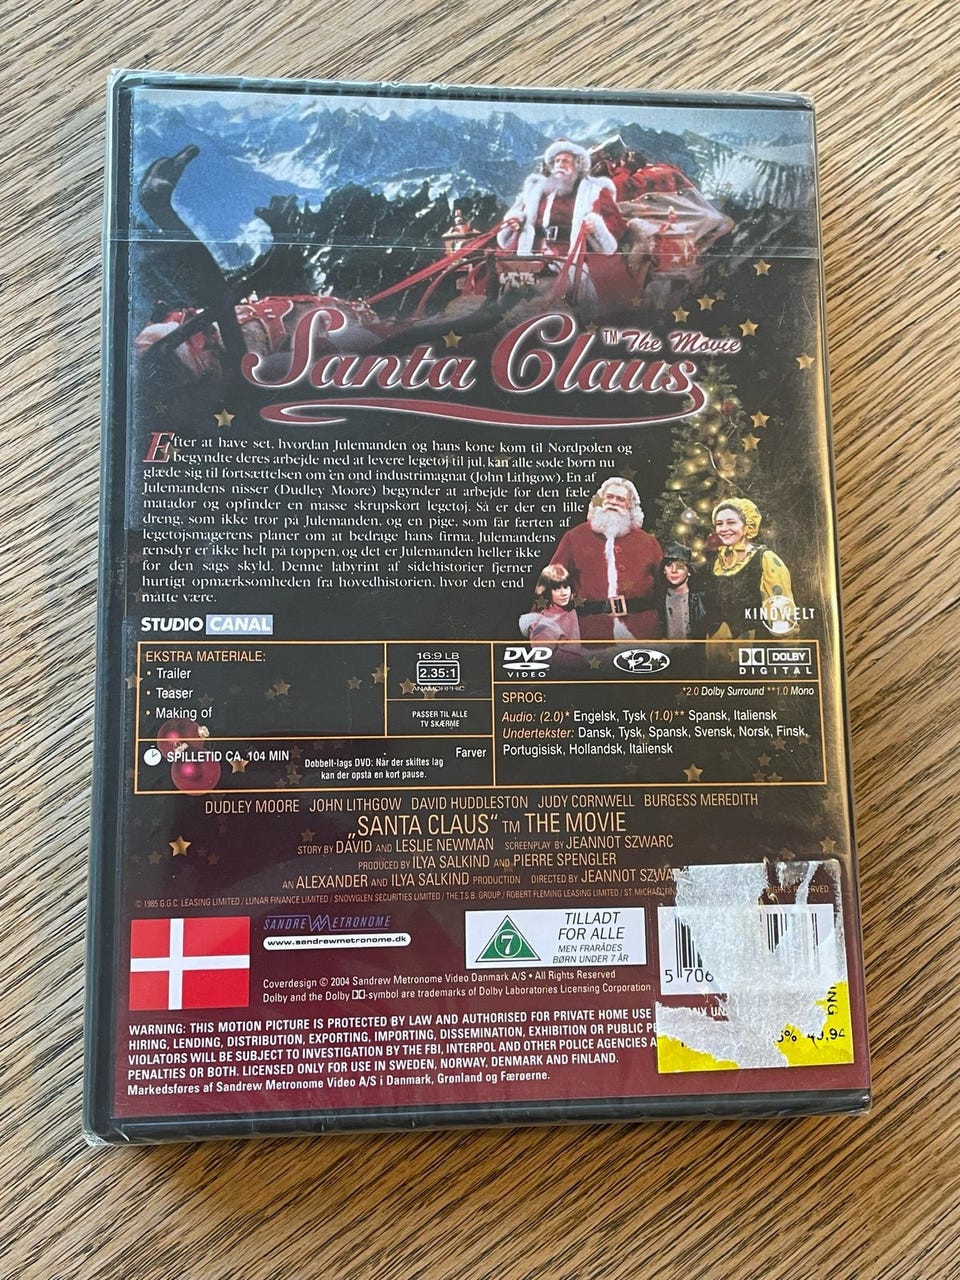 Santa Claus™ The Movie
Efter at have set, hvordan Julemanden og hans kone kom til Nordpolen og
begyndte deres arbejde med at levere legetøj til jul, kan alle søde børn nu
glæde sig til fortsættelsen om en ond industrimagnat (John Lithgow). En af
Julemandens nisser (Dudley Moore) begynder at arbejde for den fæle
matador og opfinder en masse skrupskørt legetøj. Så er der en lille
dreng, som ikke tror på Julemanden, og en pige, som får færten af
legetøjsmagerens planer om at bedrage hans firma. Julemandens
rensdyr er ikke helt på toppen, og det er Julemanden heller ikke
for den sags skyld. Denne labyrint af sidehistorier fjerner
hurtigt opmærksomheden fra hovedhistorien, hvor den end
måtte være.
STUDIO CANAL
KINOWELT
EKSTRA MATERIALE:
• Trailer
• Teaser
• Making of
16:9 LB
2.35:1
ANAMORPHIC
PASSER TIL ALLE
TV SKÆRME
SPILLETID CA. 104 MIN
Farver
Dobbelt-lags DVD: Når der skiftes lag
kan der opstå en kort pause.
DVD
VIDEO
2
DOLBY
DIGITAL
*2.0 Dolby Surround **1.0 Mono
SPROG:
Audio: (2.0)* Engelsk, Tysk (1.0)** Spansk, Italiensk
Undertekster: Dansk, Tysk, Spansk, Svensk, Norsk, Finsk,
Portugisisk, Hollandsk, Italiensk
DUDLEY MOORE JOHN LITHGOW DAVID HUDDLESTON JUDY CORNWELL BURGESS MEREDITH
„SANTA CLAUS“ TM THE MOVIE
STORY BY DAVID AND LESLIE NEWMAN SCREENPLAY BY JEANNOT SZWARC
PRODUCED BY ILYA SALKIND AND PIERRE SPENGLER
AN ALEXANDER AND ILYA SALKIND PRODUCTION DIRECTED BY JEANNOT SZWA
© 1985 G.G.C. LEASING LIMITED / LUNAR FINANCE LIMITED / SNOWGLEN SECURITIES LIMITED / THE T.S.B. GROUP / ROBERT FLEMING LEASING LIMITED / ST. MICHAEL FIN RIGHTS RESERVED.
SANDREW METRONOME
www.sandrewmetronome.dk
7
TILLADT
FOR ALLE
MEN FRARÅDES
BØRN UNDER 7 ÅR
Coverdesign © 2004 Sandrew Metronome Video Danmark A/S • All Rights Reserved
Dolby and the Dolby DD-symbol are trademarks of Dolby Laboratories Licensing Corporation
5 706
49,94
WARNING: THIS MOTION PICTURE IS PROTECTED BY LAW AND AUTHORISED FOR PRIVATE HOME USE
HIRING, LENDING, DISTRIBUTION, EXPORTING, IMPORTING, DISSEMINATION, EXHIBITION OR PUBLIC PE
VIOLATORS WILL BE SUBJECT TO INVESTIGATION BY THE FBI, INTERPOL AND OTHER POLICE AGENCIES A
PENALTIES OR BOTH. LICENSED ONLY FOR USE IN SWEDEN, NORWAY, DENMARK AND FINLAND.
Markedsføres af Sandrew Metronome Video A/S i Danmark, Grønland og Færøerne.